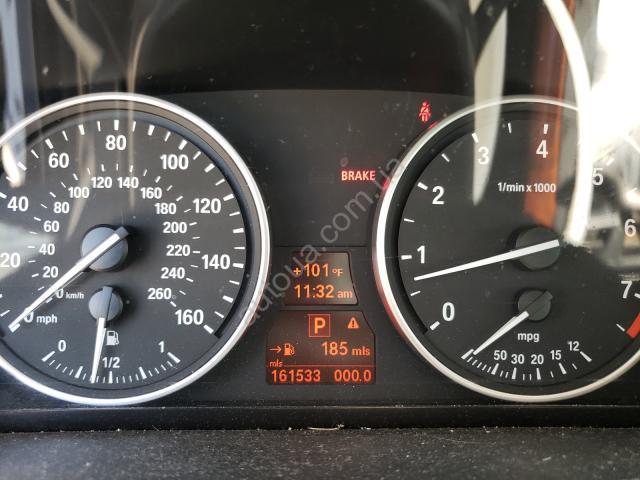 20 40 60 80 100 120 140 160
0 mph
0 km/h 20 40 60 80 100 120 140 160 180 200 220 240 260
0 1/2 1
BRAKE
+101 °F
11:32 am
P
→ 185 mls
mls
161533 000.0
0 1 2 3 4 5 6 7
1/min x 1000
mpg
50 30 20 15 12
autoua.com.ua